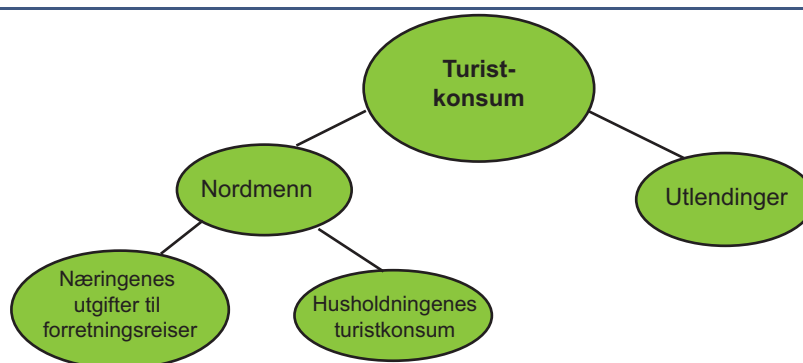 Turist-
konsum
Nordmenn
Utlendinger
Næringenes
utgifter til
forretningsreiser
Husholdningenes
turistkonsum